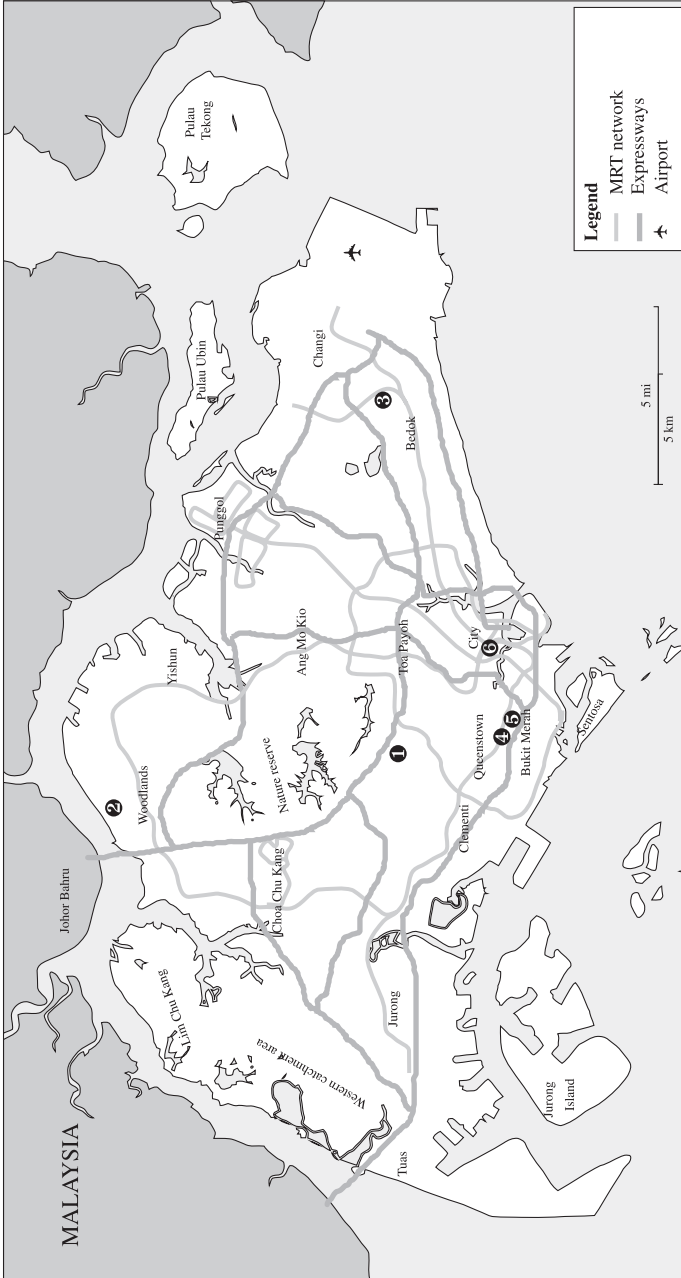 MALAYSIA
Johor Bahru
Lim Chu Kang
Western catchment area
Tuas
Jurong
Jurong
Island
Choa Chu Kang
Woodlands
2
Nature reserve
1
Clementi
Queenstown
4
5
Bukit Merah
Sentosa
Yishun
Ang Mo Kio
Toa Payoh
City
6
Punggol
Pulau Ubin
Bedok
3
Changi
Pulau
Tekong
5 mi
5 km
Legend
MRT network
Expressways
Airport